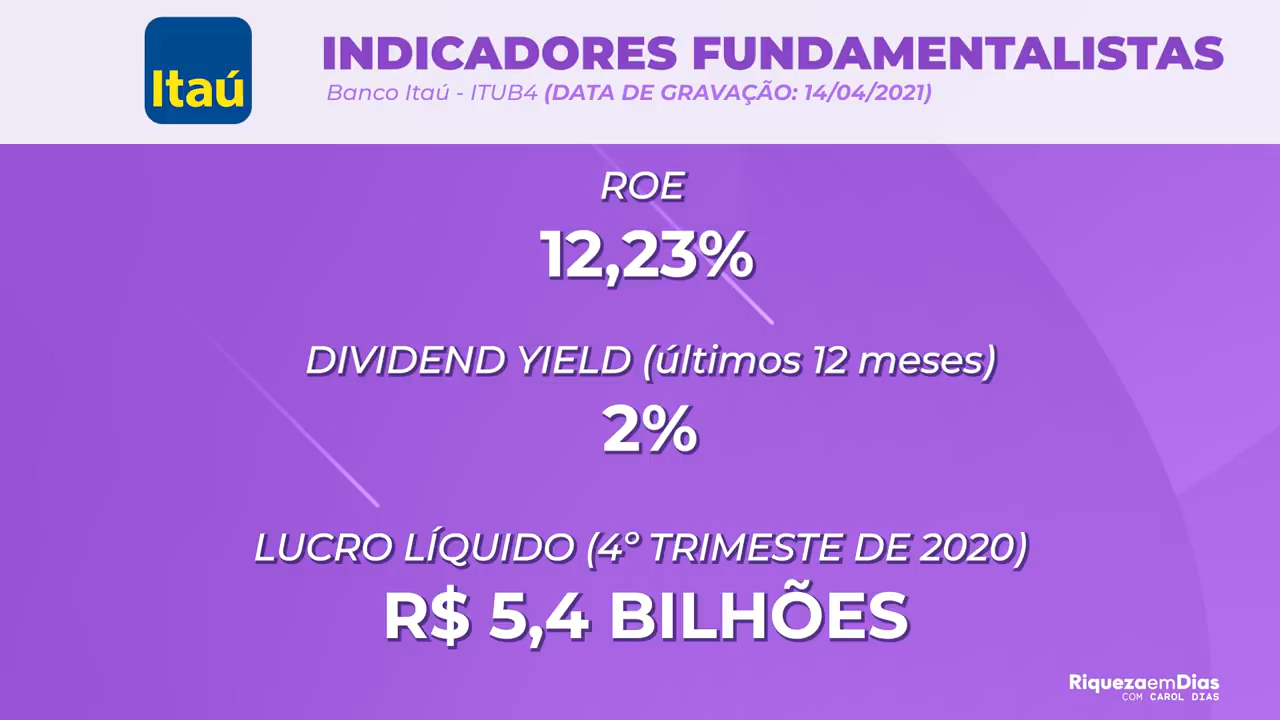 Itaú
INDICADORES FUNDAMENTALISTAS
Banco Itaú - ITUB4 (DATA DE GRAVAÇÃO: 14/04/2021)
ROE
12,23%
DIVIDEND YIELD (últimos 12 meses)
2%
LUCRO LÍQUIDO (4º TRIMESTE DE 2020)
R$ 5,4 BILHÕES
RiquezaemDias
COM CAROL DIAS